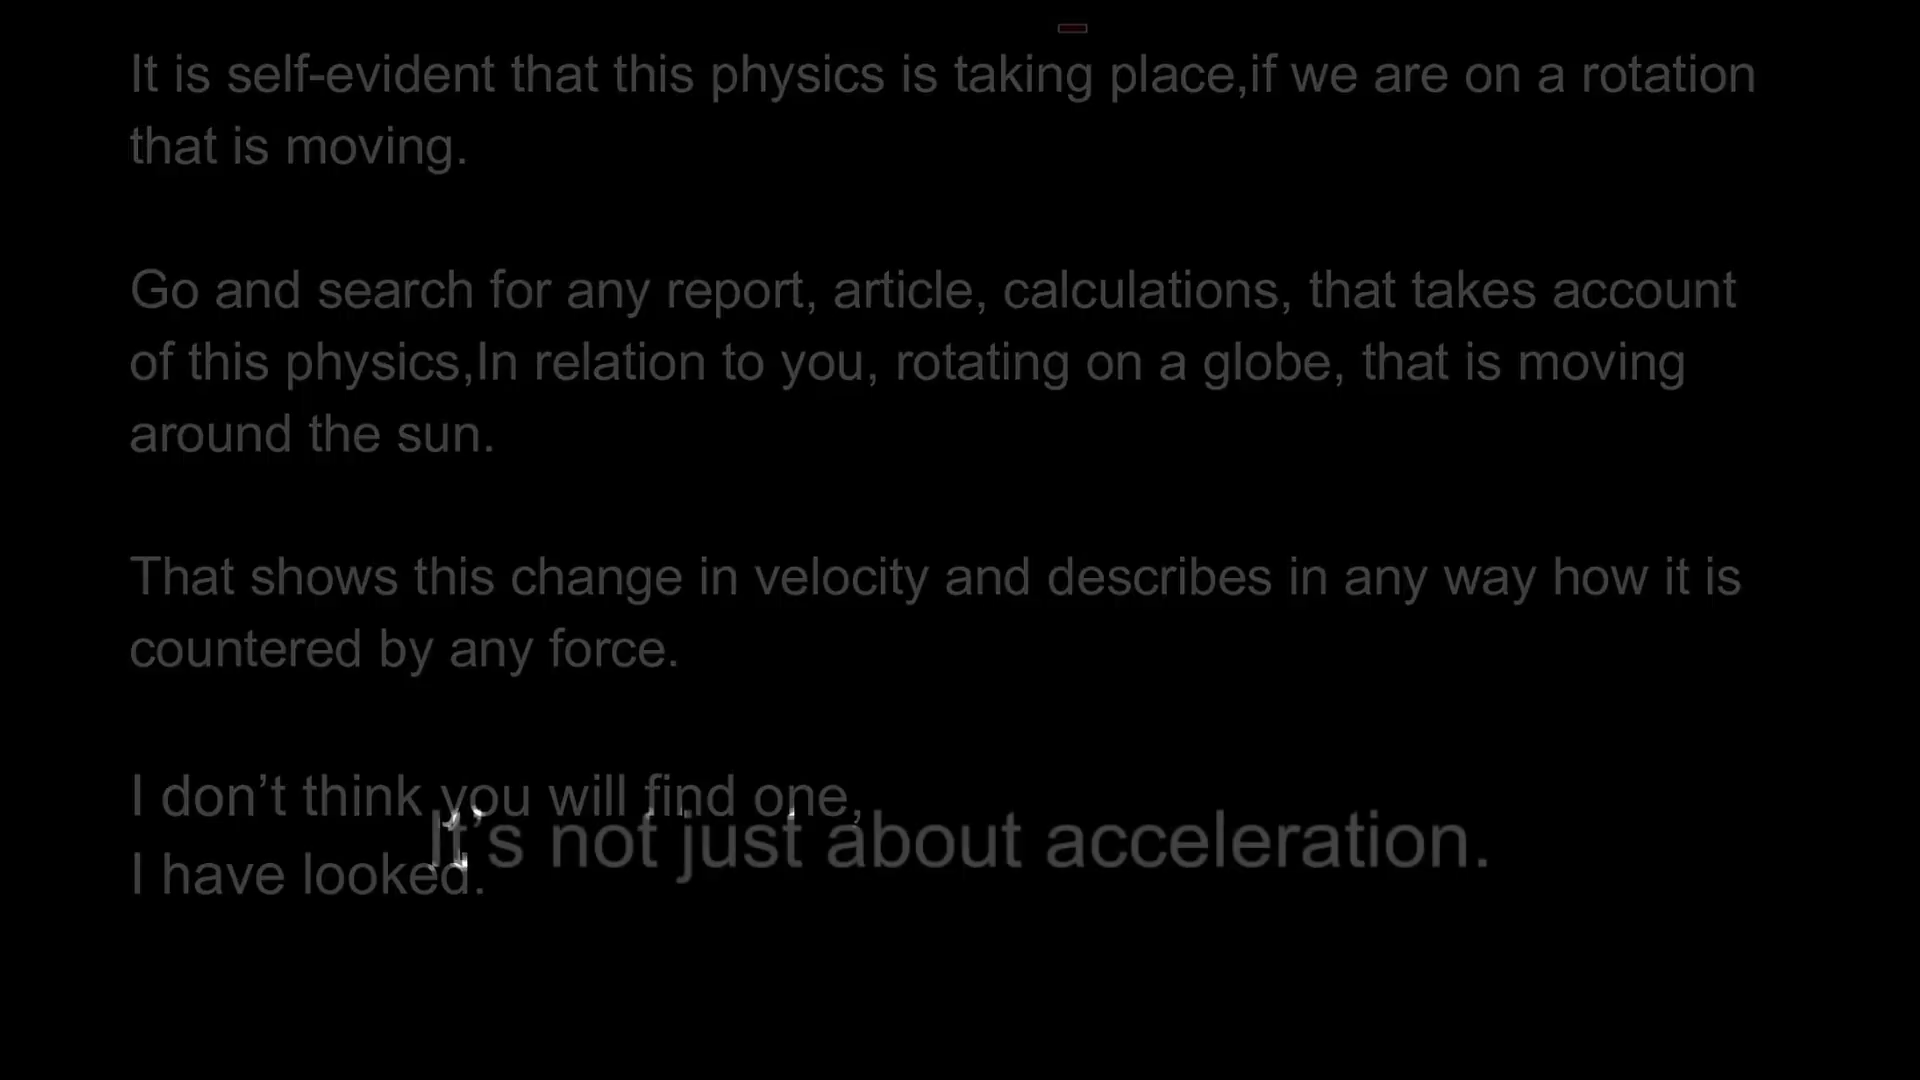 It is self-evident that this physics is taking place,if we are on a rotation
that is moving.
Go and search for any report, article, calculations, that takes account
of this physics,In relation to you, rotating on a globe, that is moving
around the sun.
That shows this change in velocity and describes in any way how it is
countered by any force.
I don’t think you will find one,
It’s not just about acceleration.
I have looked.